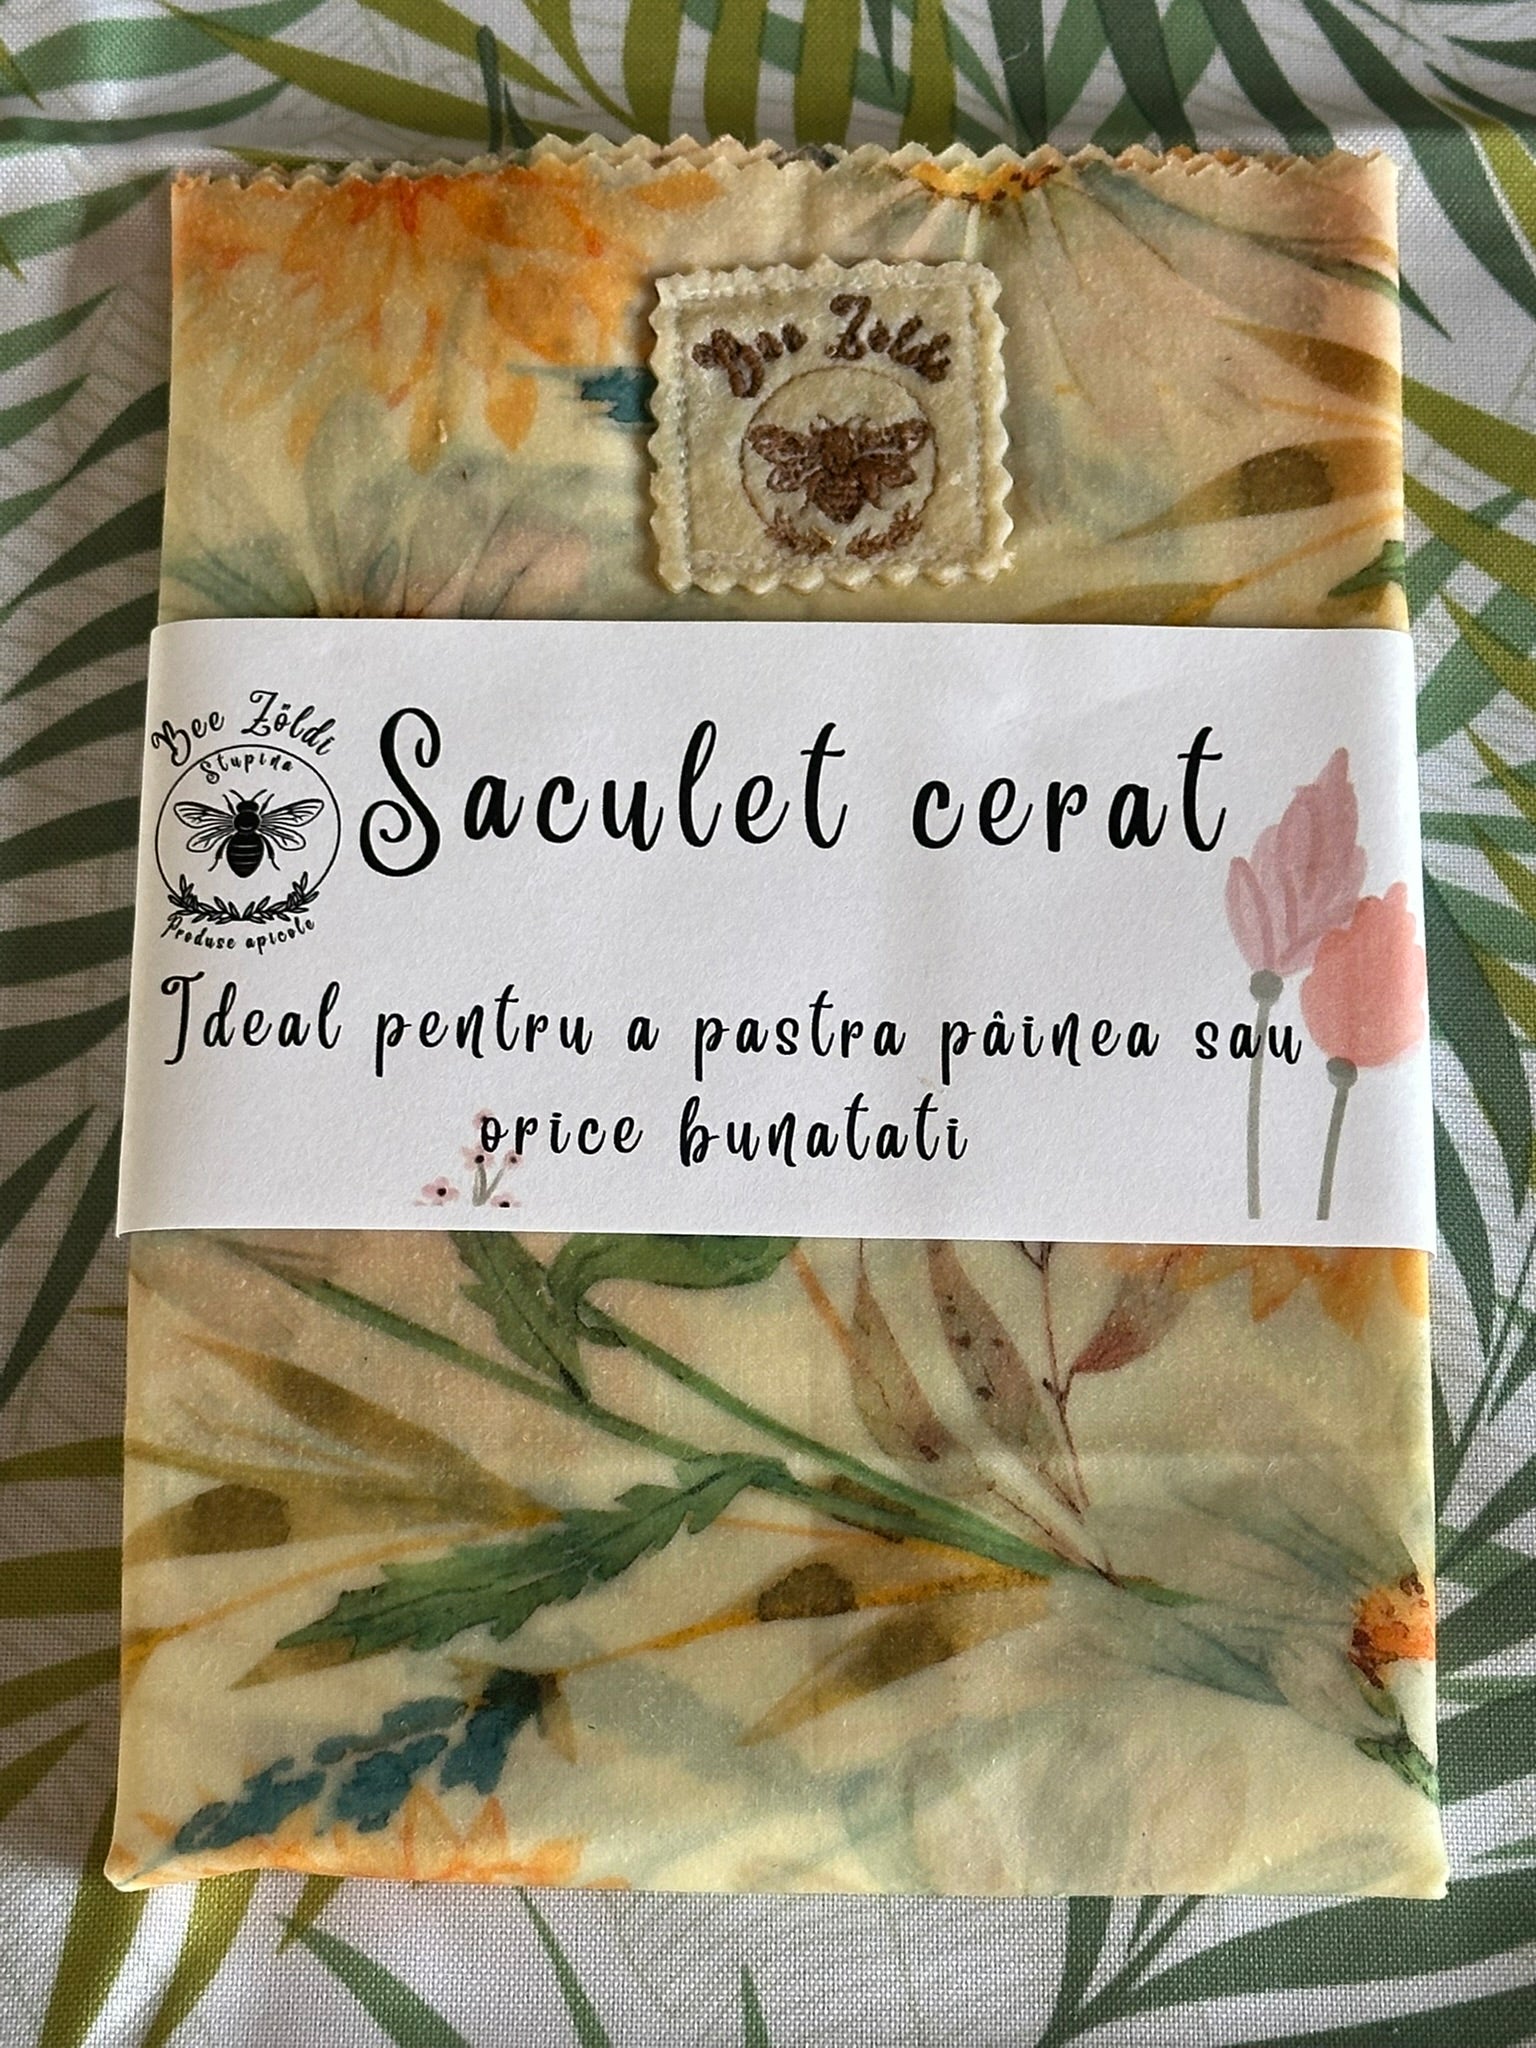 Bee Zöldi
Bee Zöldi
Stupina
Produse apicole
Saculet cerat
Ideal pentru a pastra pâinea sau
orice bunatati